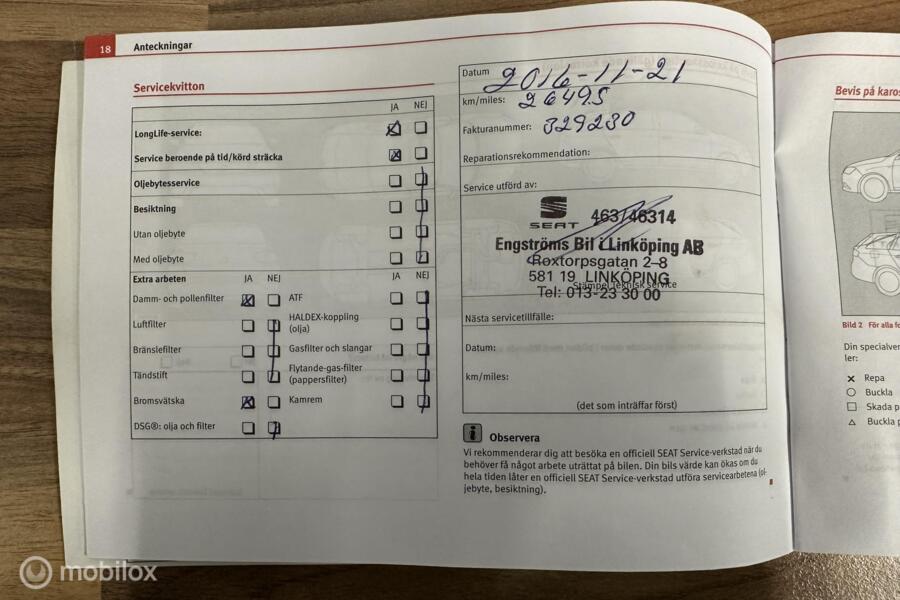 18 Anteckningar
Servicekvitton
JA NEJ
LongLife-service:
Service beroende på tid/körd sträcka
Oljebytesservice
Besiktning
Utan oljebyte
Med oljebyte
Extra arbeten JA NEJ JA NEJ
Damm- och pollenfilter ATF
Luftfilter HALDEX-koppling
(olja)
Bränslefilter Gasfilter och slangar
Tändstift Flytande-gas-filter
(pappersfilter)
Bromsvätska Kamrem
DSG®: olja och filter
Datum 2016-11-21
km/miles: 26495
Fakturanummer: 329230
Reparationsrekommendation:
Service utförd av:
SEAT 463/46314
Engströms Bil i Linköping AB
Roxtorpsgatan 2-8
581 19 LINKÖPING
Stämpel Teknisk Service
Tel: 013-23 30 00
Nästa servicetillfälle:
Datum:
km/miles:
(det som inträffar först)
i Observera
Vi rekommenderar dig att besöka en officiell SEAT Service-verkstad när du
behöver få något arbete uträttat på bilen. Din bils värde kan ökas om du
hela tiden låter en officiell SEAT Service-verkstad utföra servicearbetena (ol-
jebyte, besiktning).
Bevis på karos
Bild 2 För alla fo
Din specialver
ler:
Repa
Buckla
Skada p
Buckla p
mobilox